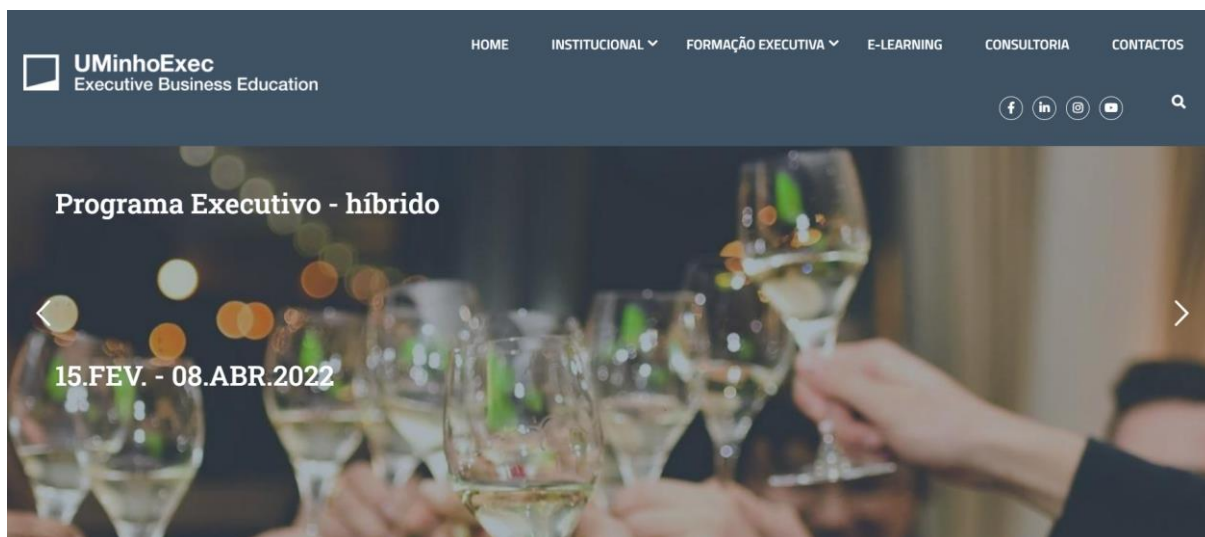 UMinhoExec
Executive Business Education
HOME INSTITUCIONAL FORMAÇÃO EXECUTIVA E-LEARNING CONSULTORIA CONTACTOS
Programa Executivo - híbrido
15.FEV. - 08.ABR.2022